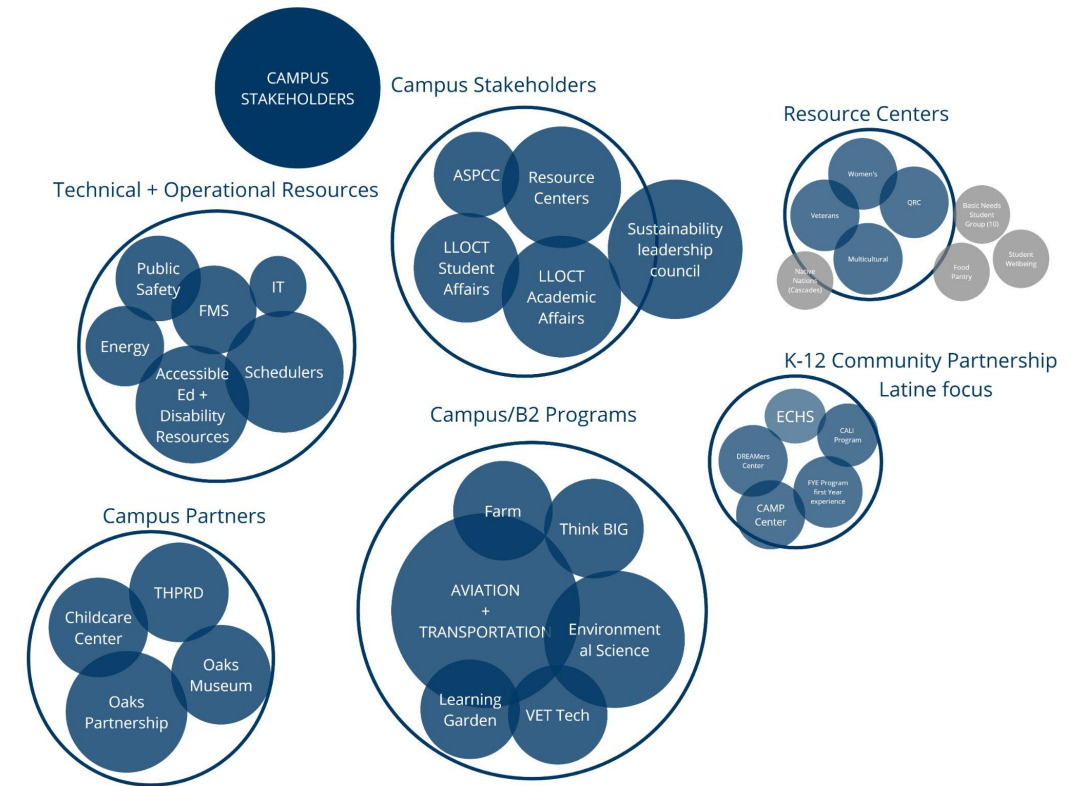 CAMPUS
STAKEHOLDERS
Campus Stakeholders
ASPCC
Resource
Centers
LLOCT
Student
Affairs
LLOCT
Academic
Affairs
Sustainability
leadership
council
Resource Centers
Women's
Veterans
QRC
Multicultural
Native
Nations
(Cascades)
Basic Needs
Student
Group (10)
Food
Pantry
Student
Wellbeing
Technical + Operational Resources
Public
Safety
FMS
IT
Energy
Accessible
Ed +
Disability
Resources
Schedulers
K-12 Community Partnership
Latine focus
ECHS
CALI
Program
DREAMers
Center
FYE Program
first Year
experience
CAMP
Center
Campus/B2 Programs
Farm
Think BIG
AVIATION
+
TRANSPORTATION
Environment
al Science
Learning
Garden
VET Tech
Campus Partners
THPRD
Childcare
Center
Oaks
Museum
Oaks
Partnership